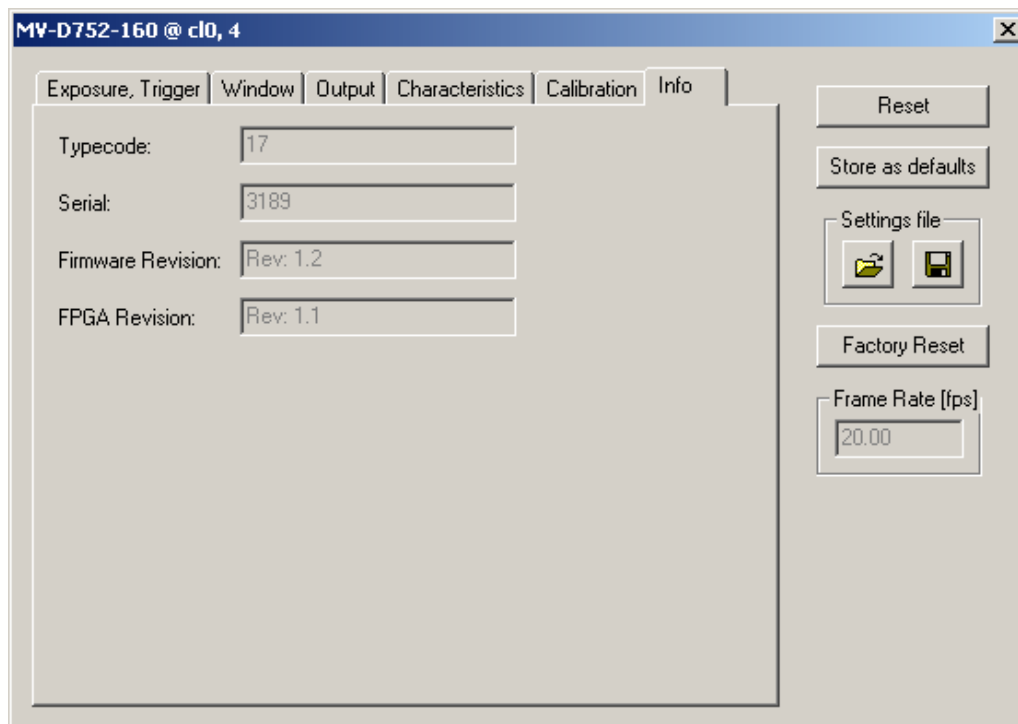 MV-D752-160 @ cl0, 4
Exposure, Trigger Window Output Characteristics Calibration Info
Typecode: 17
Serial: 3189
Firmware Revision: Rev: 1.2
FPGA Revision: Rev: 1.1
Reset
Store as defaults
Settings file
Factory Reset
Frame Rate [fps]
20.00